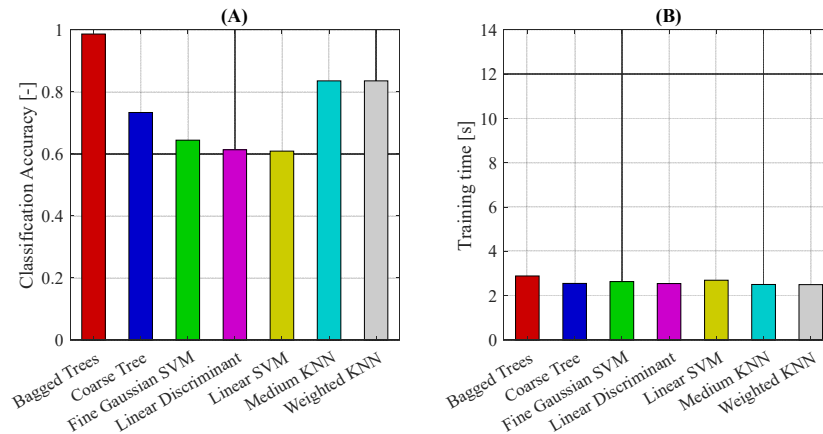 (A)
Classification Accuracy [-]
1
0.8
0.6
0.4
0.2
0
Bagged Trees
Coarse Tree
Fine Gaussian SVM
Linear Discriminant
Linear SVM
Medium KNN
Weighted KNN
(B)
Training time [s]
14
12
10
8
6
4
2
0
Bagged Trees
Coarse Tree
Fine Gaussian SVM
Linear Discriminant
Linear SVM
Medium KNN
Weighted KNN